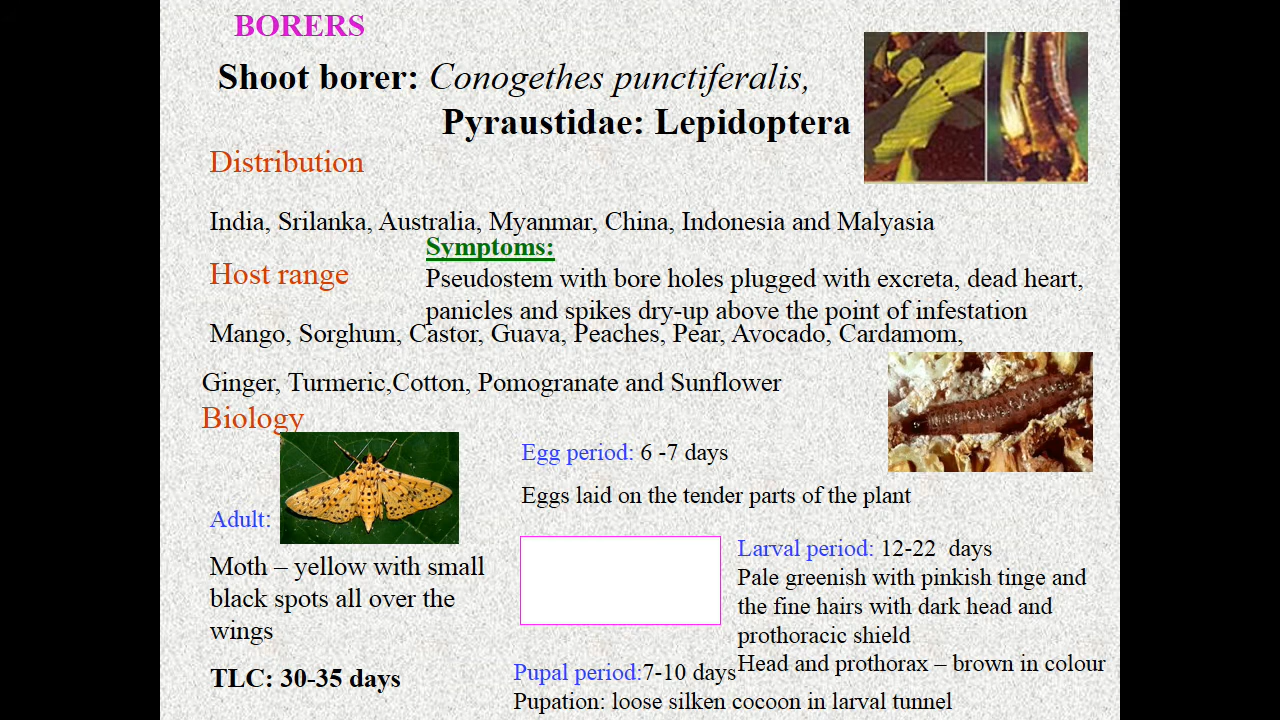 BORERS
Shoot borer: Conogethes punctiferalis,
Pyraustidae: Lepidoptera
Distribution
India, Srilanka, Australia, Myanmar, China, Indonesia and Malyasia
Symptoms:
Pseudostem with bore holes plugged with excreta, dead heart,
panicles and spikes dry-up above the point of infestation
Host range
Mango, Sorghum, Castor, Guava, Peaches, Pear, Avocado, Cardamom,
Ginger, Turmeric,Cotton, Pomogranate and Sunflower
Biology
Egg period: 6 -7 days
Eggs laid on the tender parts of the plant
Adult:
Moth – yellow with small
black spots all over the
wings
TLC: 30-35 days
Larval period: 12-22 days
Pale greenish with pinkish tinge and
the fine hairs with dark head and
prothoracic shield
Head and prothorax – brown in colour
Pupal period:7-10 days
Pupation: loose silken cocoon in larval tunnel